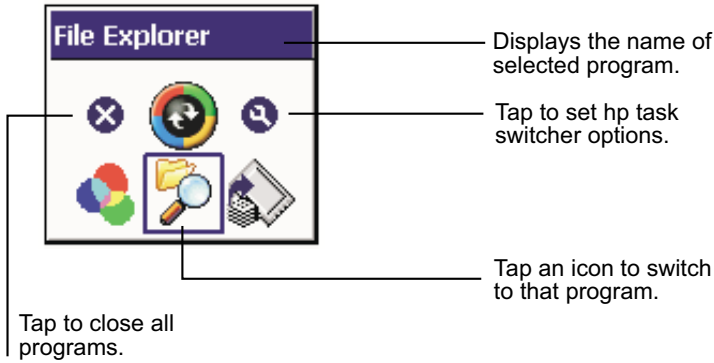 File Explorer
Displays the name of
selected program.
Tap to set hp task
switcher options.
Tap an icon to switch
to that program.
Tap to close all
programs.